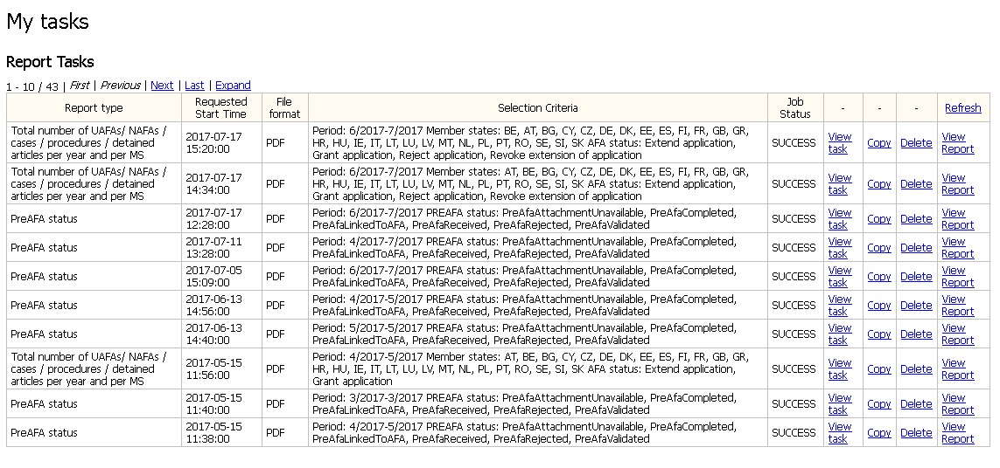 My tasks
Report Tasks
1 - 10 / 43 | First | Previous | Next | Last | Expand
Report type Requested Start Time File format Selection Criteria Job Status - - - Refresh
Total number of UAFAs/ NAFAs / cases / procedures / detained articles per year and per MS 2017-07-17 15:20:00 PDF Period: 6/2017-7/2017 Member states: BE, AT, BG, CY, CZ, DE, DK, EE, ES, FI, FR, GB, GR, HR, HU, IE, IT, LT, LU, LV, MT, NL, PL, PT, RO, SE, SI, SK AFA status: Extend application, Grant application, Reject application, Revoke extension of application SUCCESS View task Copy Delete View Report
Total number of UAFAs/ NAFAs / cases / procedures / detained articles per year and per MS 2017-07-17 14:34:00 PDF Period: 6/2017-7/2017 Member states: AT, BE, BG, CY, CZ, DE, DK, EE, ES, FI, FR, GB, GR, HR, HU, IE, IT, LT, LU, LV, MT, NL, PL, PT, RO, SE, SI, SK AFA status: Extend application, Grant application, Reject application, Revoke extension of application SUCCESS View task Copy Delete View Report
PreAFA status 2017-07-17 12:28:00 PDF Period: 6/2017-7/2017 PREAFA status: PreAfaAttachmentUnavailable, PreAfaCompleted, PreAfaLinkedToAFA, PreAfaReceived, PreAfaRejected, PreAfaValidated SUCCESS View task Copy Delete View Report
PreAFA status 2017-07-11 13:28:00 PDF Period: 4/2017-7/2017 PREAFA status: PreAfaAttachmentUnavailable, PreAfaCompleted, PreAfaLinkedToAFA, PreAfaReceived, PreAfaRejected, PreAfaValidated SUCCESS View task Copy Delete View Report
PreAFA status 2017-07-05 15:09:00 PDF Period: 6/2017-7/2017 PREAFA status: PreAfaAttachmentUnavailable, PreAfaCompleted, PreAfaLinkedToAFA, PreAfaReceived, PreAfaRejected, PreAfaValidated SUCCESS View task Copy Delete View Report
PreAFA status 2017-06-13 14:56:00 PDF Period: 4/2017-5/2017 PREAFA status: PreAfaAttachmentUnavailable, PreAfaCompleted, PreAfaLinkedToAFA, PreAfaReceived, PreAfaRejected, PreAfaValidated SUCCESS View task Copy Delete View Report
PreAFA status 2017-06-13 14:40:00 PDF Period: 5/2017-5/2017 PREAFA status: PreAfaAttachmentUnavailable, PreAfaCompleted, PreAfaLinkedToAFA, PreAfaReceived, PreAfaRejected, PreAfaValidated SUCCESS View task Copy Delete View Report
Total number of UAFAs/ NAFAs / cases / procedures / detained articles per year and per MS 2017-05-15 11:56:00 PDF Period: 4/2017-5/2017 Member states: AT, BE, BG, CY, CZ, DE, DK, EE, ES, FI, FR, GB, GR, HR, HU, IE, IT, LT, LU, LV, MT, NL, PL, PT, RO, SE, SI, SK AFA status: Extend application, Grant application SUCCESS View task Copy Delete View Report
PreAFA status 2017-05-15 11:40:00 PDF Period: 3/2017-3/2017 PREAFA status: PreAfaAttachmentUnavailable, PreAfaCompleted, PreAfaLinkedToAFA, PreAfaReceived, PreAfaRejected, PreAfaValidated SUCCESS View task Copy Delete View Report
PreAFA status 2017-05-15 11:38:00 PDF Period: 4/2017-5/2017 PREAFA status: PreAfaAttachmentUnavailable, PreAfaCompleted, PreAfaLinkedToAFA, PreAfaReceived, PreAfaRejected, PreAfaValidated SUCCESS View task Copy Delete View Report